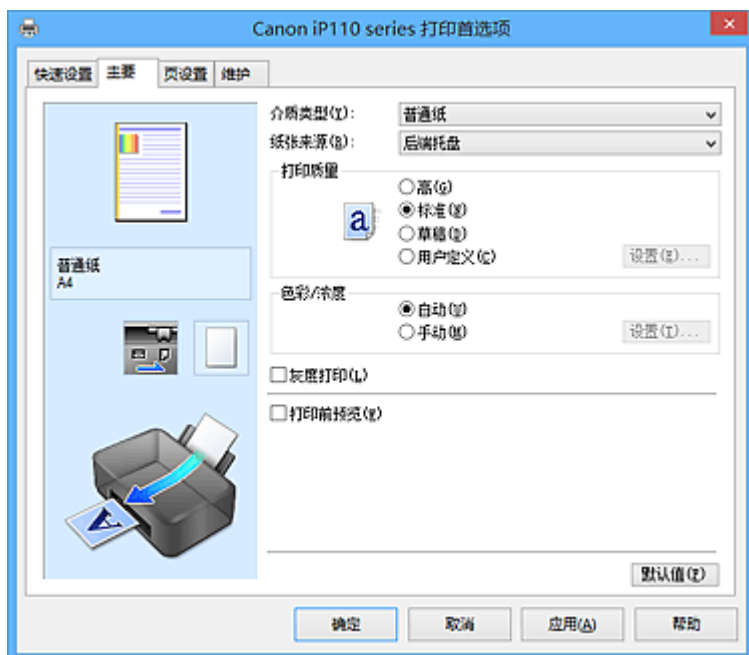 Canon iP110 series 打印首选项
快速设置 主要 页设置 维护
介质类型(Y): 普通纸
纸张来源(R): 后端托盘
打印质量
高(G)
a
标准(S)
草稿(D)
用户定义(C) 设置(E)...
普通纸
A4
色彩/浓度
自动(U)
手动(M) 设置(T)...
灰度打印(L)
打印前预览(W)
A
默认值(F)
确定 取消 应用(A) 帮助